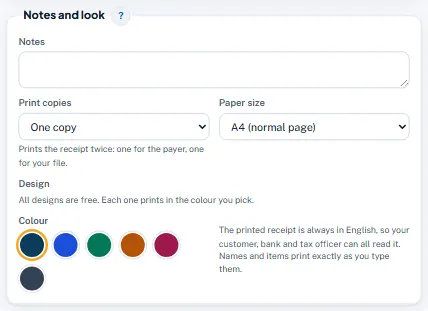 Notes and look ?
Notes
Print copies
Paper size
One copy
A4 (normal page)
Prints the receipt twice: one for the payer, one
for your file.
Design
All designs are free. Each one prints in the colour you pick.
Colour
The printed receipt is always in English, so your
customer, bank and tax officer can all read it.
Names and items print exactly as you type
them.